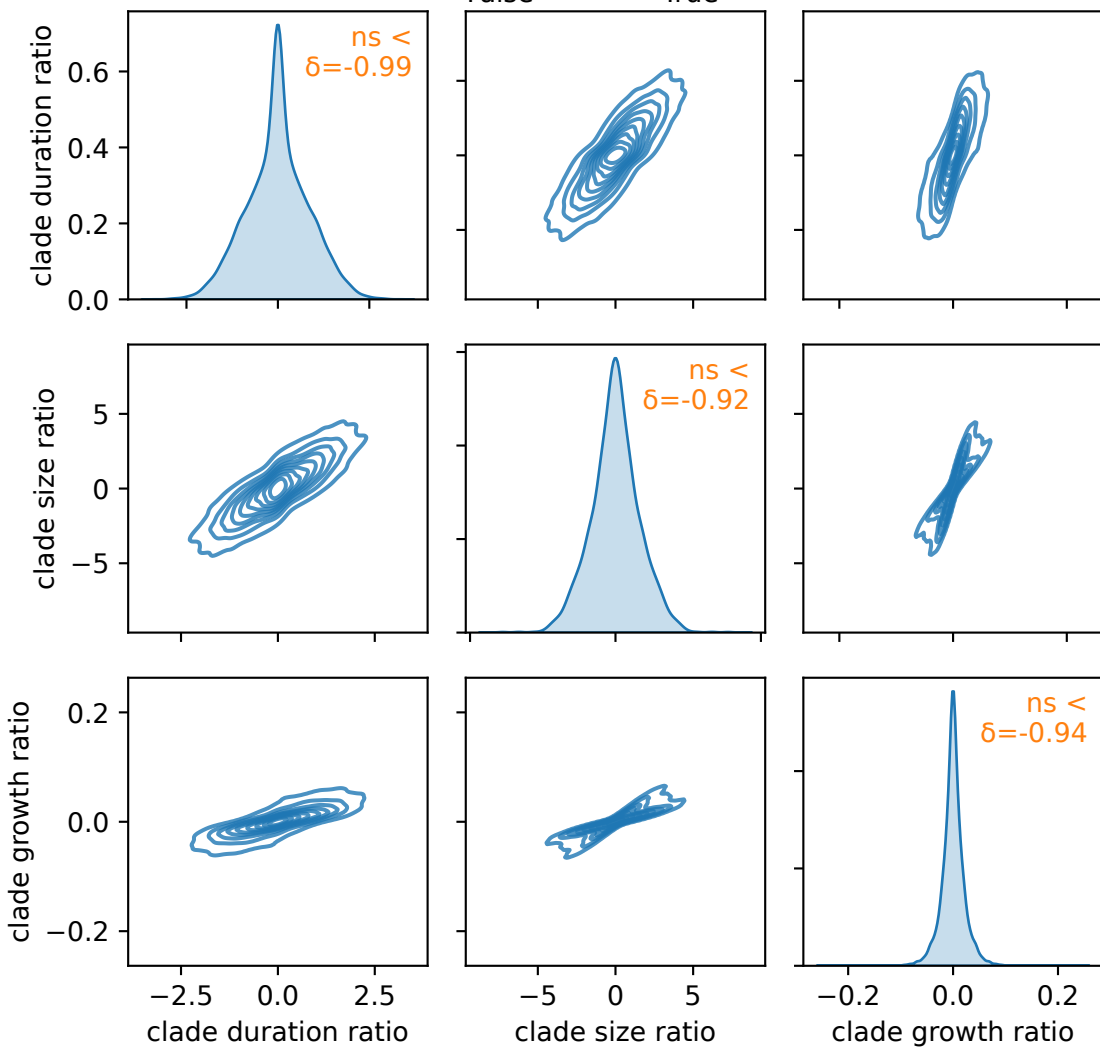 clade duration ratio
0.6
0.4
0.2
0.0
ns <
δ=-0.99
clade size ratio
5
0
−5
ns <
δ=-0.92
clade growth ratio
0.2
0.0
−0.2
ns <
δ=-0.94
−2.5 0.0 2.5
−5 0 5
−0.2 0.0 0.2
clade duration ratio
clade size ratio
clade growth ratio